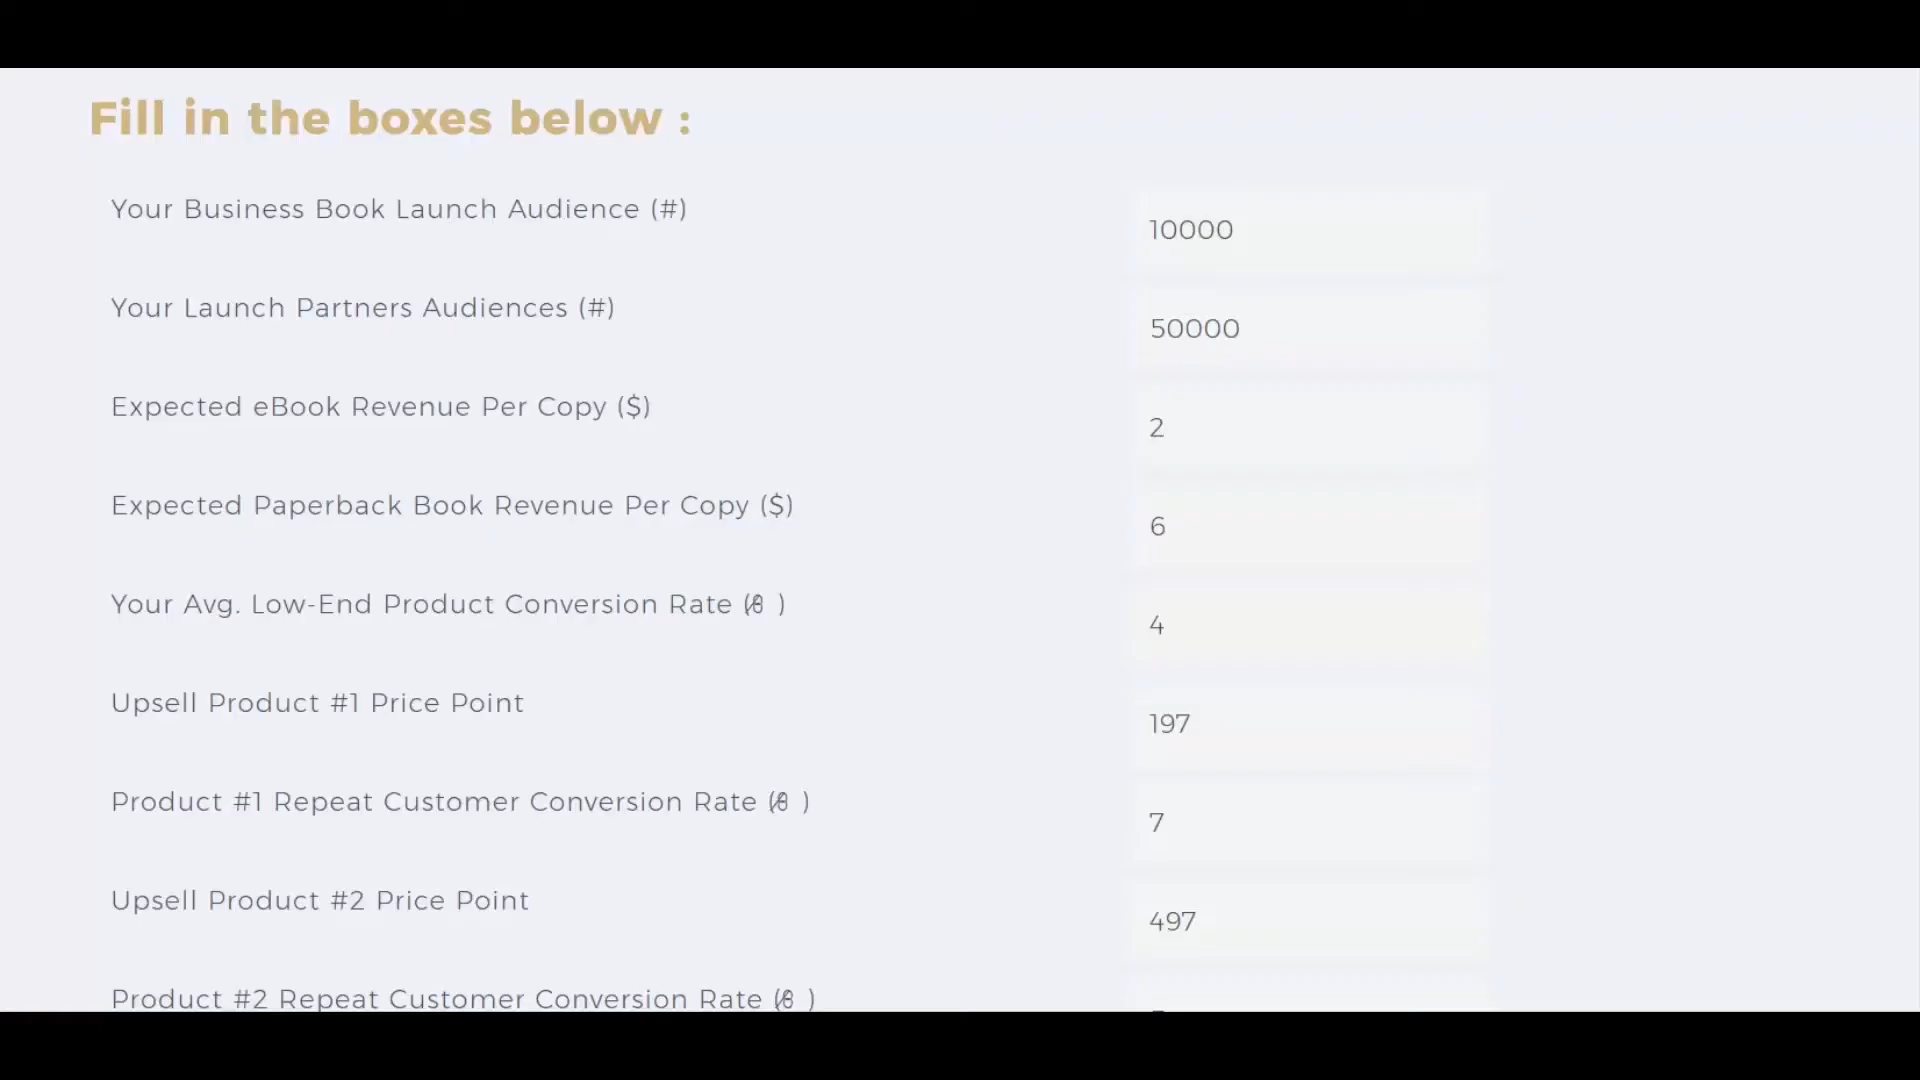 Fill in the boxes below :
Your Business Book Launch Audience (#)
10000
Your Launch Partners Audiences (#)
50000
Expected eBook Revenue Per Copy ($)
2
Expected Paperback Book Revenue Per Copy ($)
6
Your Avg. Low-End Product Conversion Rate ( )
4
Upsell Product #1 Price Point
197
Product #1 Repeat Customer Conversion Rate ( )
7
Upsell Product #2 Price Point
497
Product #2 Repeat Customer Conversion Rate ( )